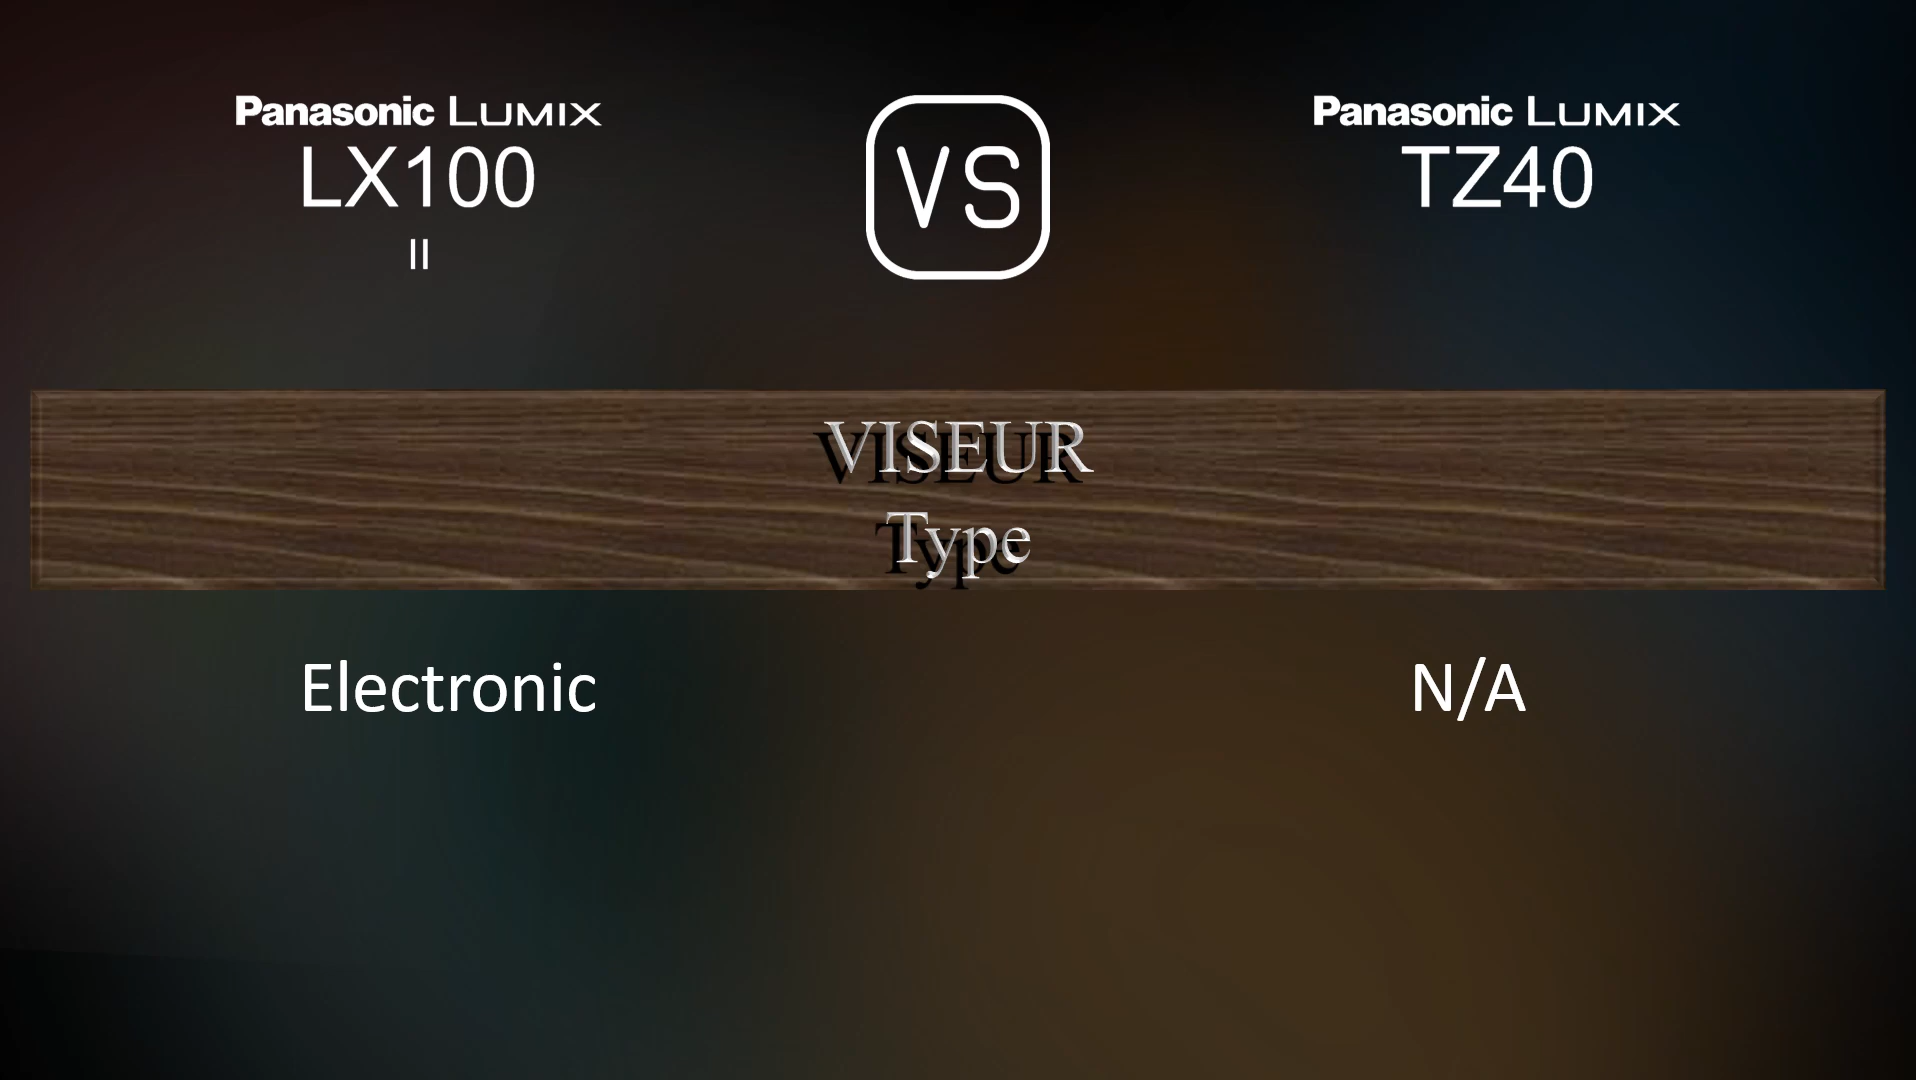 Panasonic LUMIX
LX100
II
VS
Panasonic LUMIX
TZ40
VISEUR
Type
Electronic
N/A